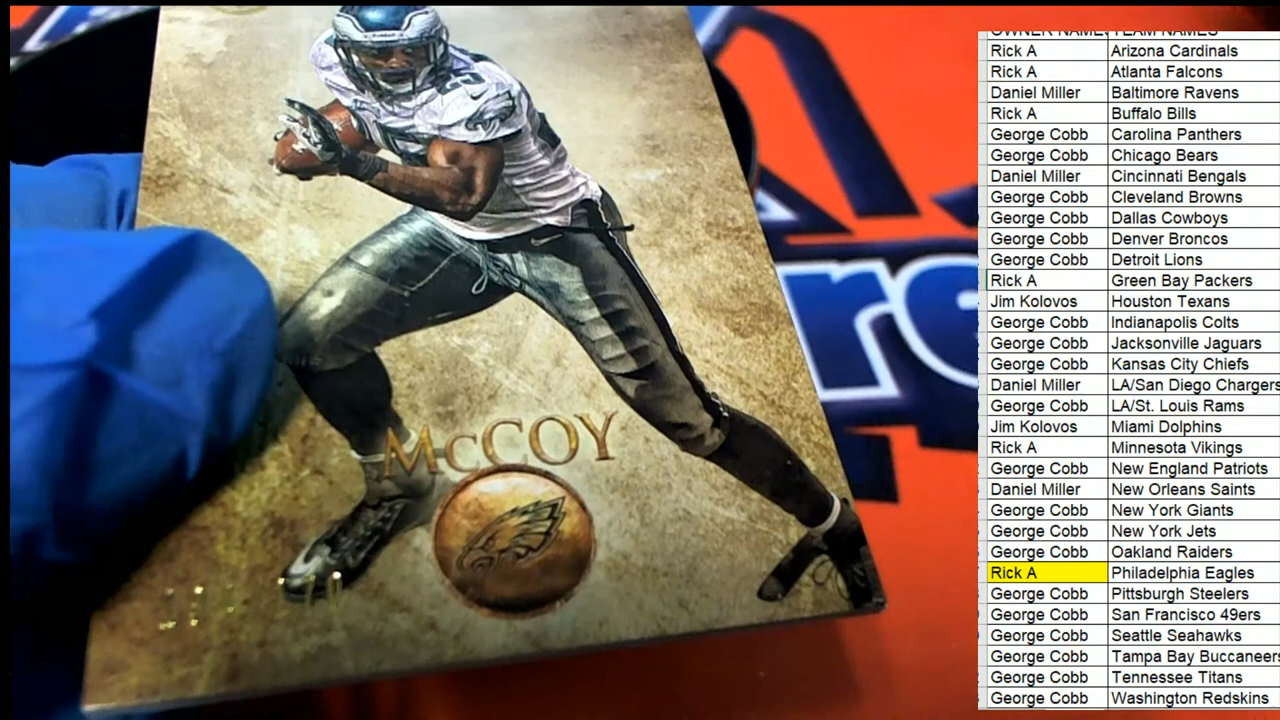 McCOY
OWNER NAMES TEAM NAMES
Rick A Arizona Cardinals
Rick A Atlanta Falcons
Daniel Miller Baltimore Ravens
Rick A Buffalo Bills
George Cobb Carolina Panthers
George Cobb Chicago Bears
Daniel Miller Cincinnati Bengals
George Cobb Cleveland Browns
George Cobb Dallas Cowboys
George Cobb Denver Broncos
George Cobb Detroit Lions
Rick A Green Bay Packers
Jim Kolovos Houston Texans
George Cobb Indianapolis Colts
George Cobb Jacksonville Jaguars
George Cobb Kansas City Chiefs
Daniel Miller LA/San Diego Chargers
George Cobb LA/St. Louis Rams
Jim Kolovos Miami Dolphins
Rick A Minnesota Vikings
George Cobb New England Patriots
Daniel Miller New Orleans Saints
George Cobb New York Giants
George Cobb New York Jets
George Cobb Oakland Raiders
Rick A Philadelphia Eagles
George Cobb Pittsburgh Steelers
George Cobb San Francisco 49ers
George Cobb Seattle Seahawks
George Cobb Tampa Bay Buccaneers
George Cobb Tennessee Titans
George Cobb Washington Redskins